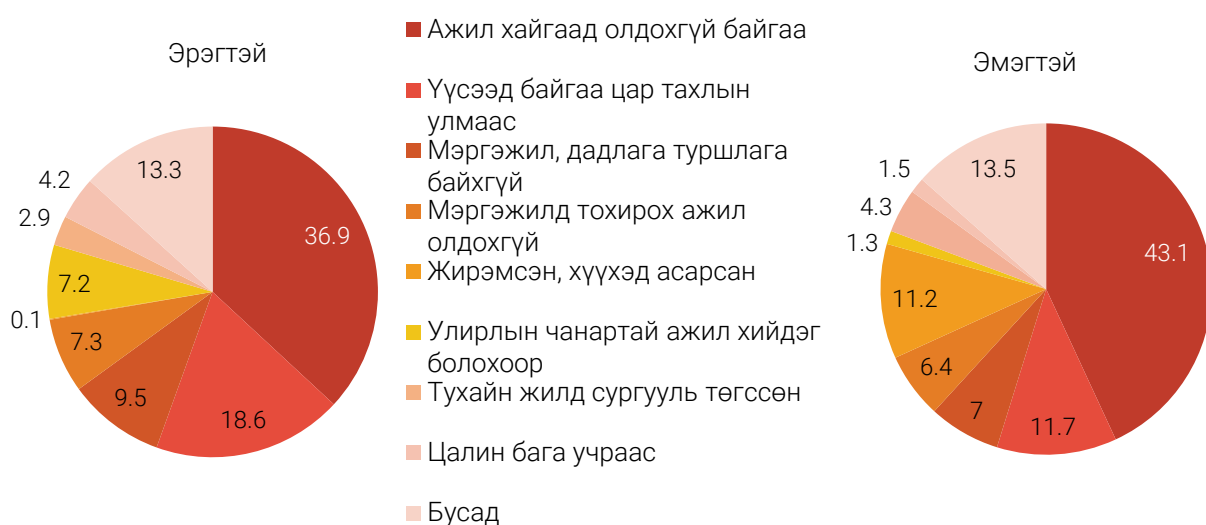 Эрэгтэй
13.3
4.2
2.9
7.2
0.1
7.3
9.5
18.6
36.9
Ажил хайгаад олдохгүй байгаа
Үүсээд байгаа цар тахлын
улмаас
Мэргэжил, дадлага туршлага
байхгүй
Мэргэжилд тохирох ажил
олдохгүй
Жирэмсэн, хүүхэд асарсан
Улирлын чанартай ажил хийдэг
болохоор
Тухайн жилд сургууль төгссөн
Цалин бага учраас
Бусад
Эмэгтэй
13.5
1.5
4.3
1.3
11.2
6.4
7
11.7
43.1